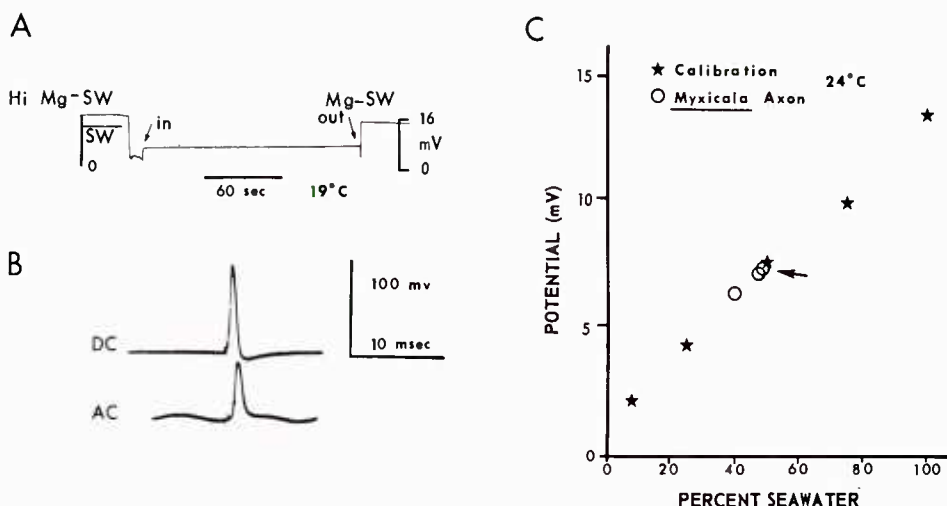 A
Hi Mg-SW
SW
0
in
Mg-SW
out
16
mV
0
60 sec 19°C
B
DC
AC
100 mv
10 msec
C
★ Calibration 24°C
○ Myxicala Axon
POTENTIAL (mV)
15
10
5
0
0 20 40 60 80 100
PERCENT SEAWATER